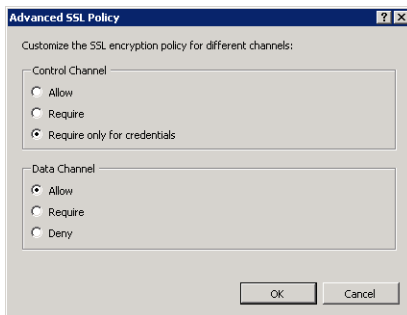 Advanced SSL Policy
Customize the SSL encryption policy for different channels:
Control Channel
Allow
Require
Require only for credentials
Data Channel
Allow
Require
Deny
OK Cancel